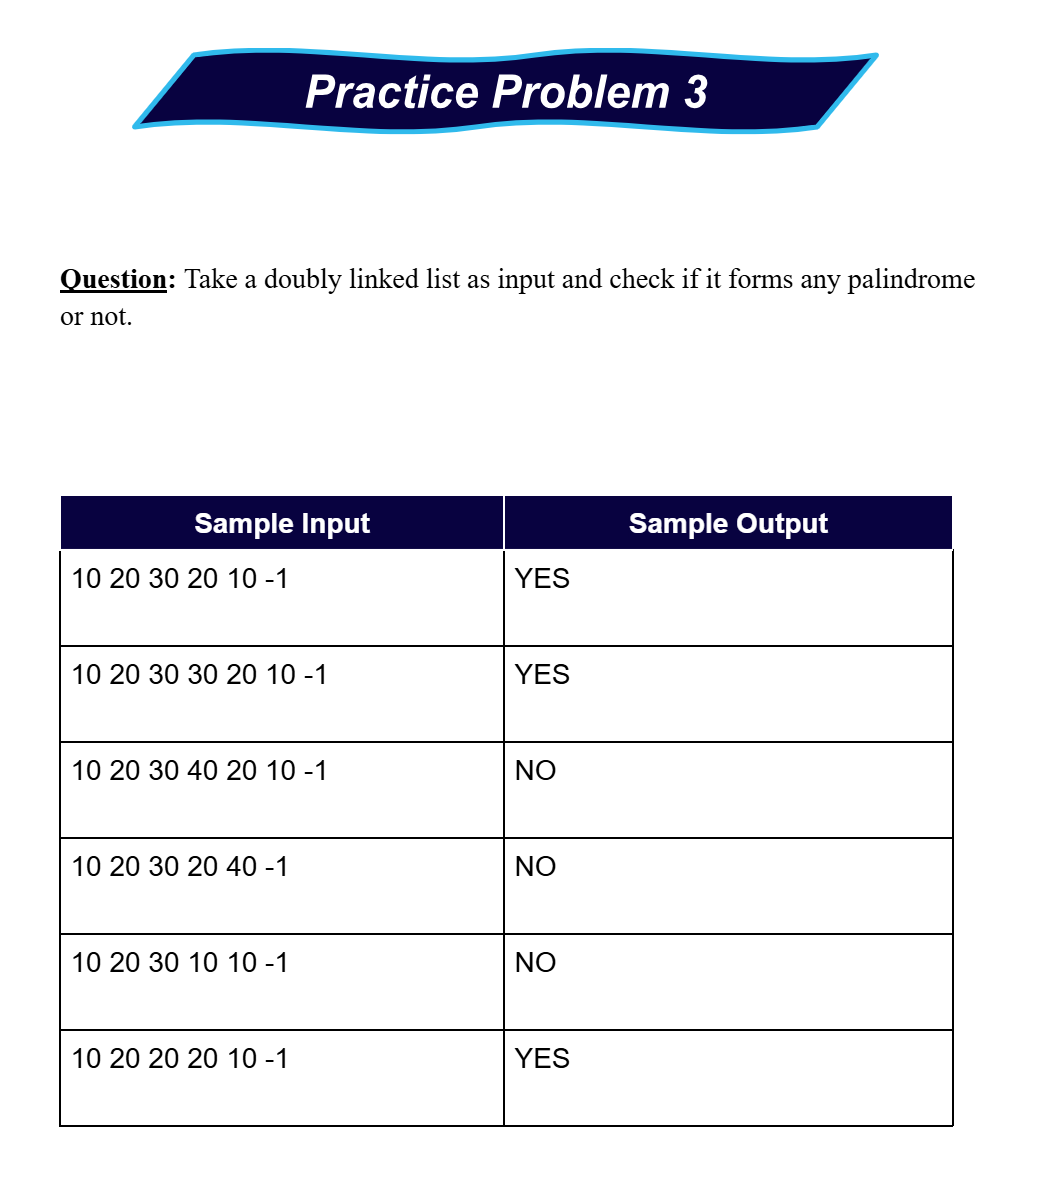 Practice Problem 3
Question: Take a doubly linked list as input and check if it forms any palindrome
or not.
Sample Input Sample Output
10 20 30 20 10 -1 YES
10 20 30 30 20 10 -1 YES
10 20 30 40 20 10 -1 NO
10 20 30 20 40 -1 NO
10 20 30 10 10 -1 NO
10 20 20 20 10 -1 YES